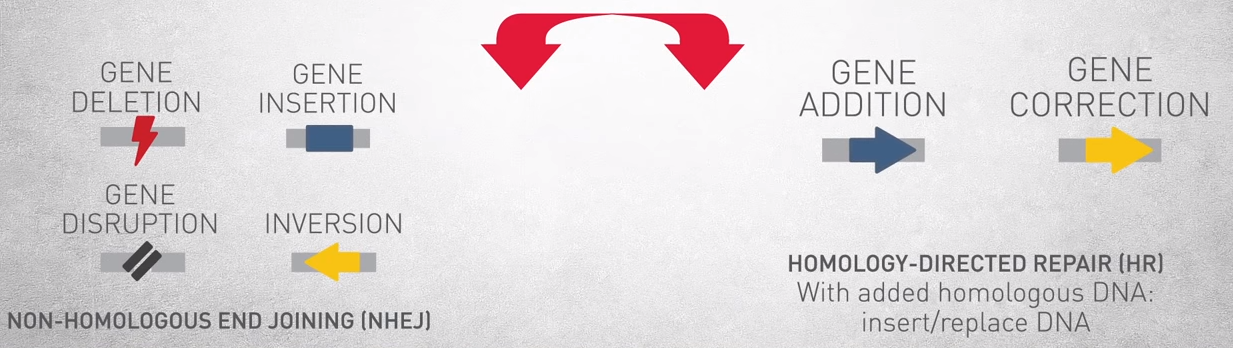 GENE
DELETION
GENE
INSERTION
GENE
DISRUPTION
INVERSION
NON-HOMOLOGOUS END JOINING (NHEJ)
GENE
ADDITION
GENE
CORRECTION
HOMOLOGY-DIRECTED REPAIR (HR)
With added homologous DNA:
insert/replace DNA